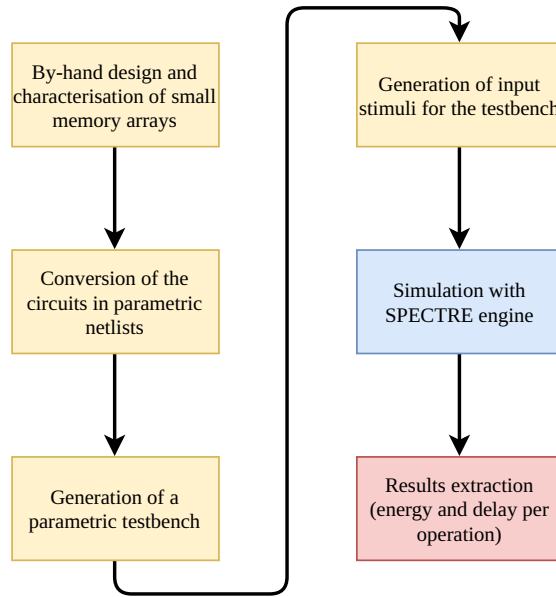 By-hand design and
characterisation of small
memory arrays
Conversion of the
circuits in parametric
netlists
Generation of a
parametric testbench
Generation of input
stimuli for the testbench
Simulation with
SPECTRE engine
Results extraction
(energy and delay per
operation)